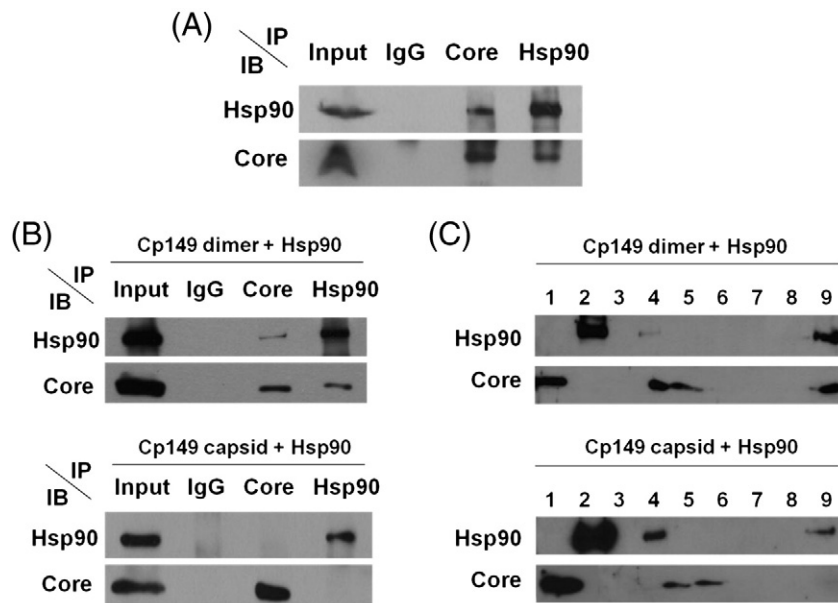 (A)
IP
IB
Input IgG Core Hsp90
Hsp90
Core
(B)
Cp149 dimer + Hsp90
IP
IB
Input IgG Core Hsp90
Hsp90
Core
Cp149 capsid + Hsp90
IP
IB
Input IgG Core Hsp90
Hsp90
Core
(C)
Cp149 dimer + Hsp90
1 2 3 4 5 6 7 8 9
Hsp90
Core
Cp149 capsid + Hsp90
1 2 3 4 5 6 7 8 9
Hsp90
Core